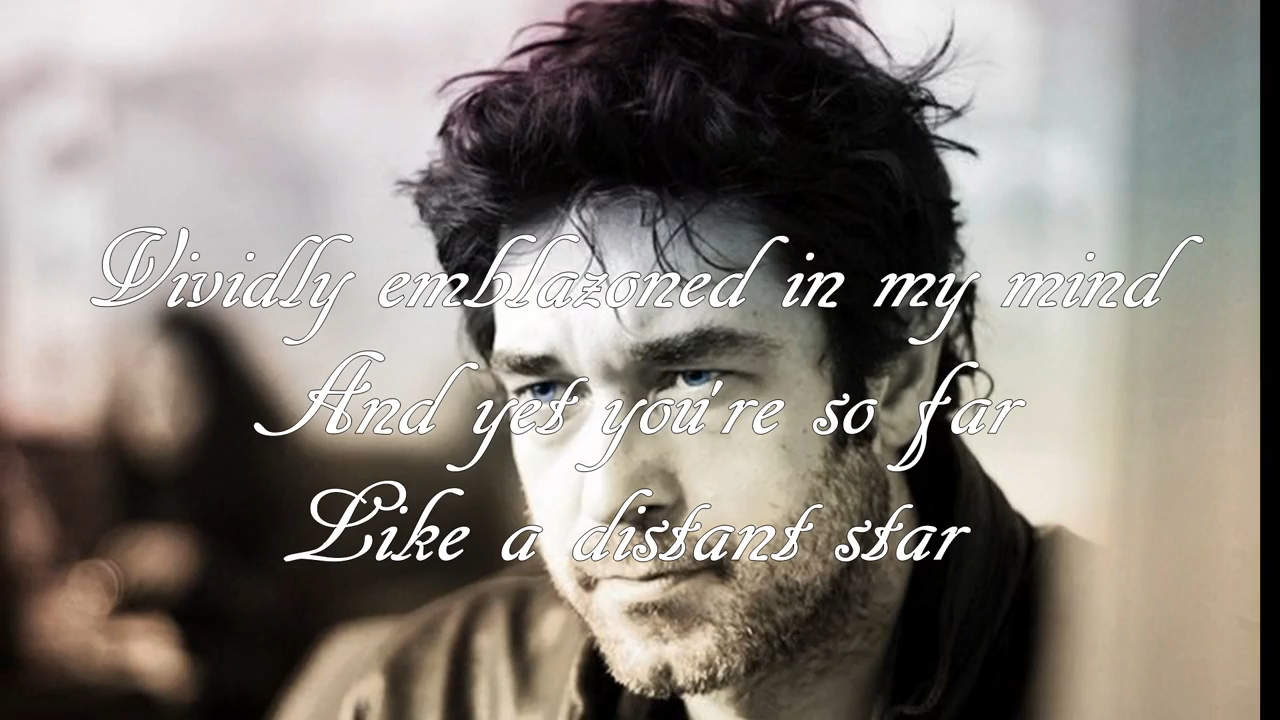 Vividly emblazoned in my mind
And yet you're so far
Like a distant star